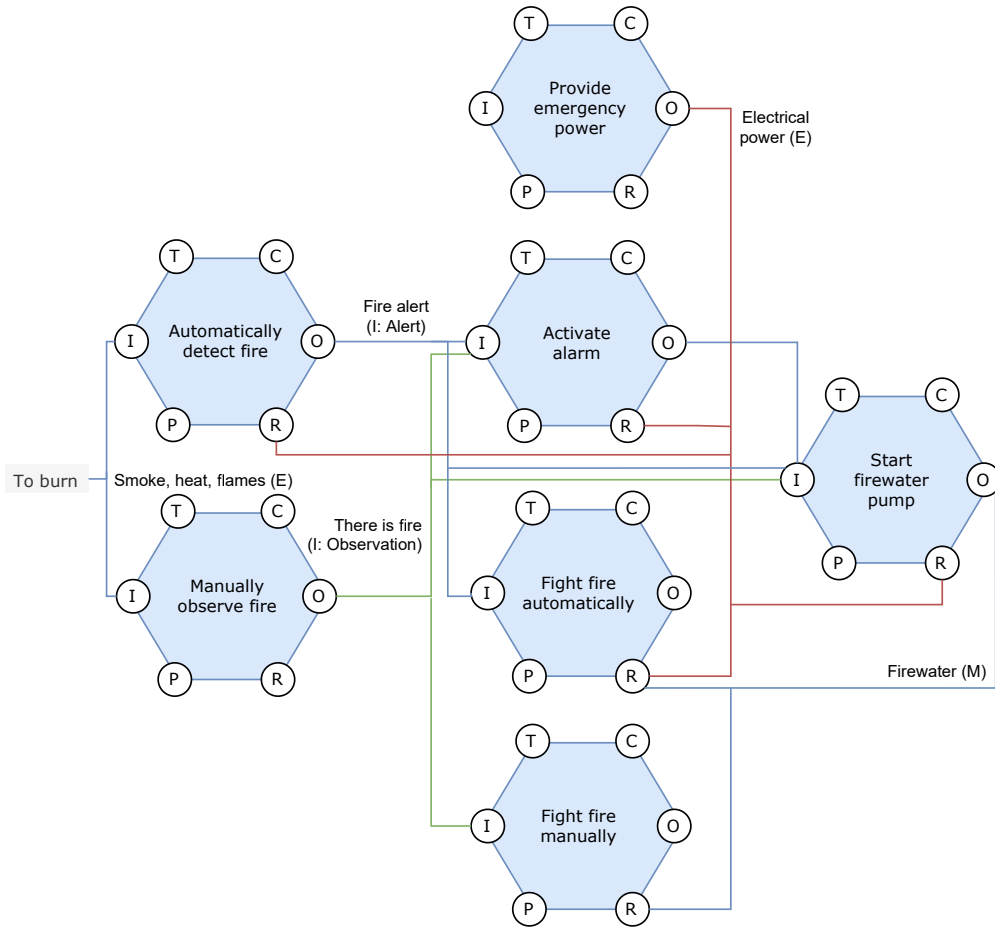 T
C
I
Provide
emergency
power
O
P
R
Electrical
power (E)
T
C
I
Automatically
detect fire
O
P
R
Fire alert
(I: Alert)
T
C
I
Activate
alarm
O
P
R
To burn
Smoke, heat, flames (E)
T
C
I
Manually
observe fire
O
P
R
There is fire
(I: Observation)
T
C
I
Fight fire
automatically
O
P
R
T
C
I
Start
firewater
pump
O
P
R
Firewater (M)
T
C
I
Fight fire
manually
O
P
R